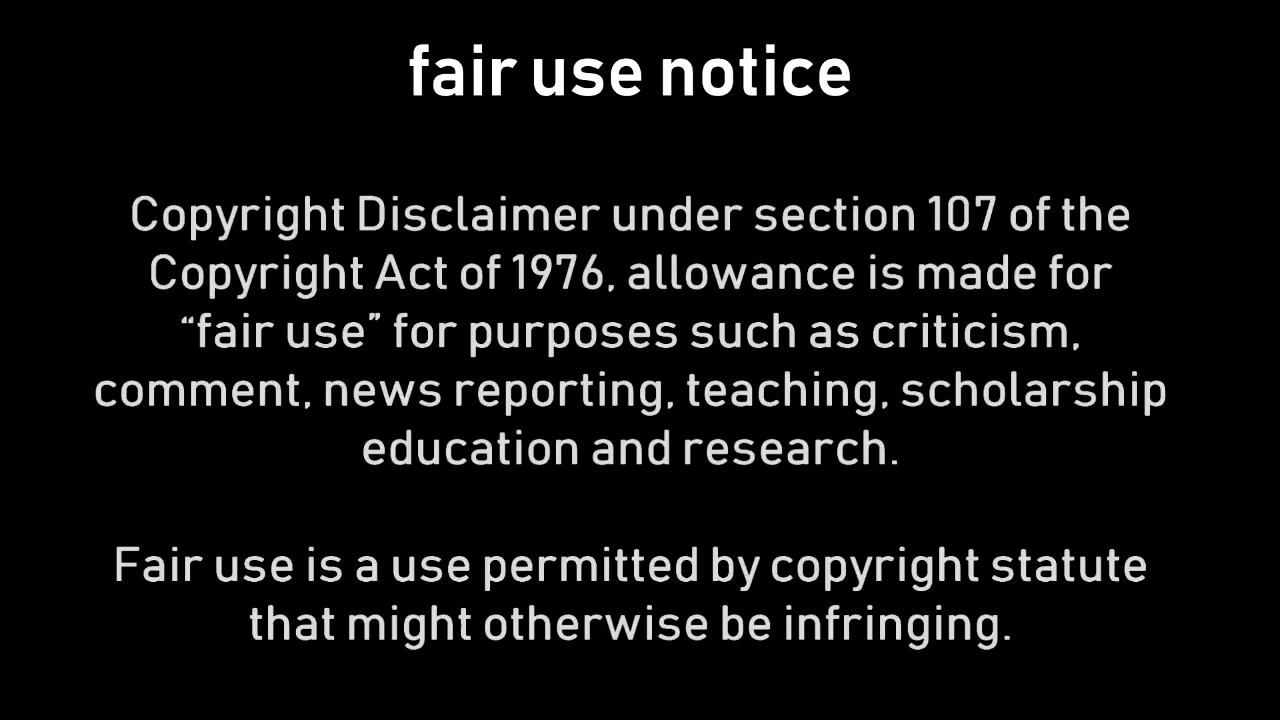 fair use notice
Copyright Disclaimer under section 107 of the
Copyright Act of 1976, allowance is made for
“fair use” for purposes such as criticism,
comment, news reporting, teaching, scholarship
education and research.
Fair use is a use permitted by copyright statute
that might otherwise be infringing.